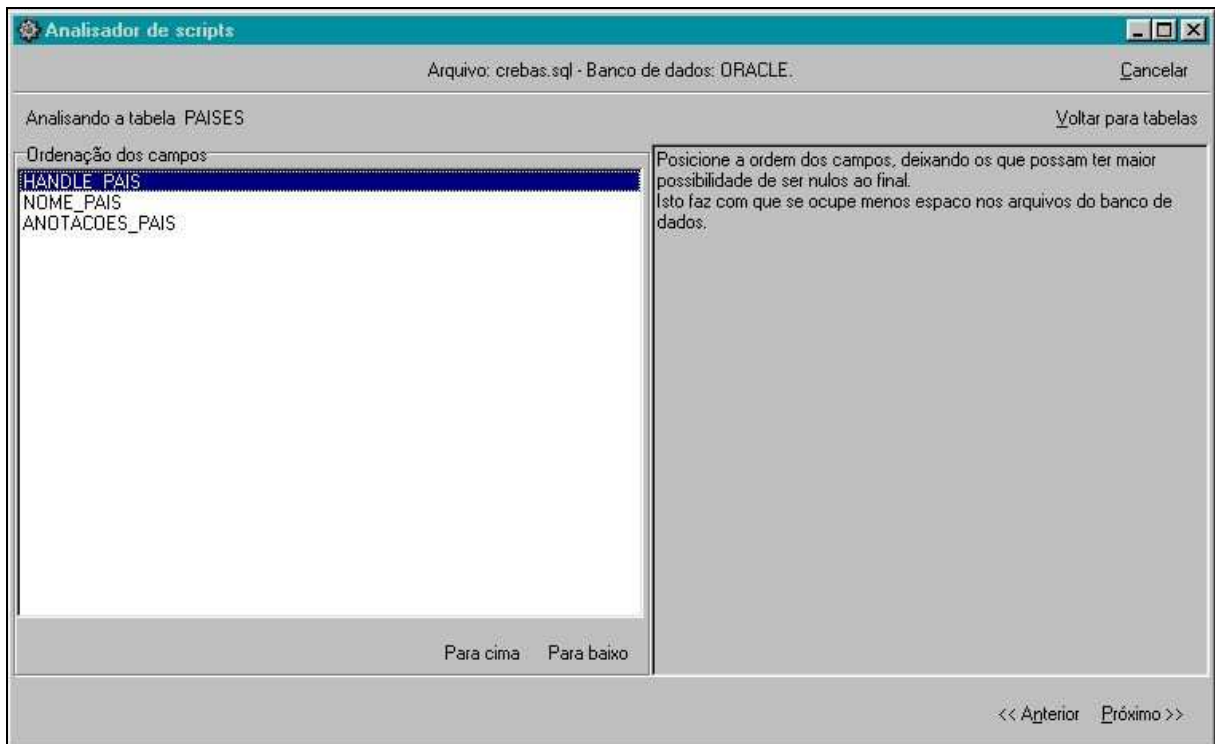 Analisador de scripts
Arquivo: crebas.sql - Banco de dados: ORACLE.
Cancelar
Analisando a tabela PAISES
Voltar para tabelas
Ordenação dos campos
HANDLE_PAIS
NOME_PAIS
ANOTACOES_PAIS
Posicione a ordem dos campos, deixando os que possam ter maior
possibilidade de ser nulos ao final.
Isto faz com que se ocupe menos espaco nos arquivos do banco de
dados.
Para cima
Para baixo
<< Anterior
Próximo >>